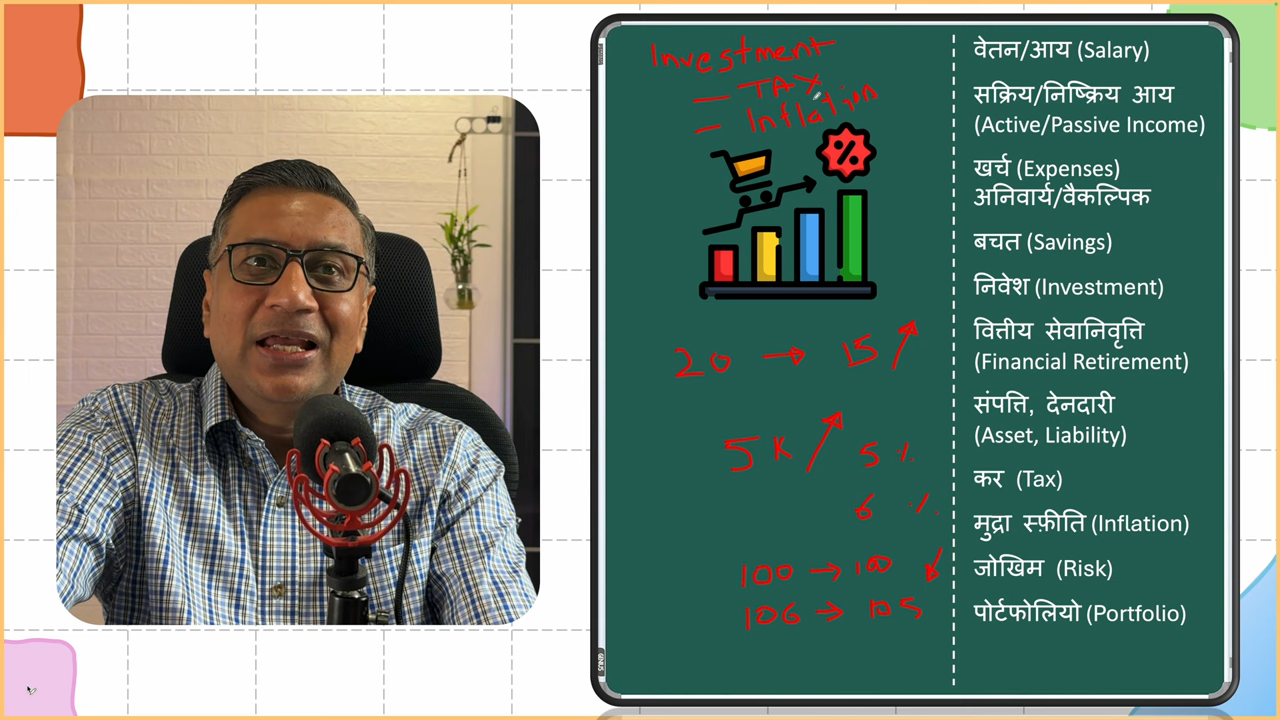 Investment
— TAX
— Inflation
%
20 → 15 ↗
5K ↗ 5 %
6 %
100 → 100 ↙
106 → 105
वेतन/आय (Salary)
सक्रिय/निष्क्रिय आय
(Active/Passive Income)
खर्च (Expenses)
अनिवार्य/वैकल्पिक
बचत (Savings)
निवेश (Investment)
वित्तीय सेवानिवृत्ति
(Financial Retirement)
संपत्ति, देनदारी
(Asset, Liability)
कर (Tax)
मुद्रा स्फ़ीति (Inflation)
जोखिम (Risk)
पोर्टफोलियो (Portfolio)